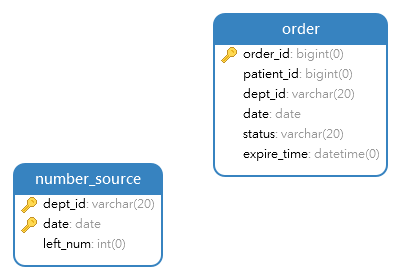 order
order_id: bigint(0)
patient_id: bigint(0)
dept_id: varchar(20)
date: date
status: varchar(20)
expire_time: datetime(0)
number_source
dept_id: varchar(20)
date: date
left_num: int(0)